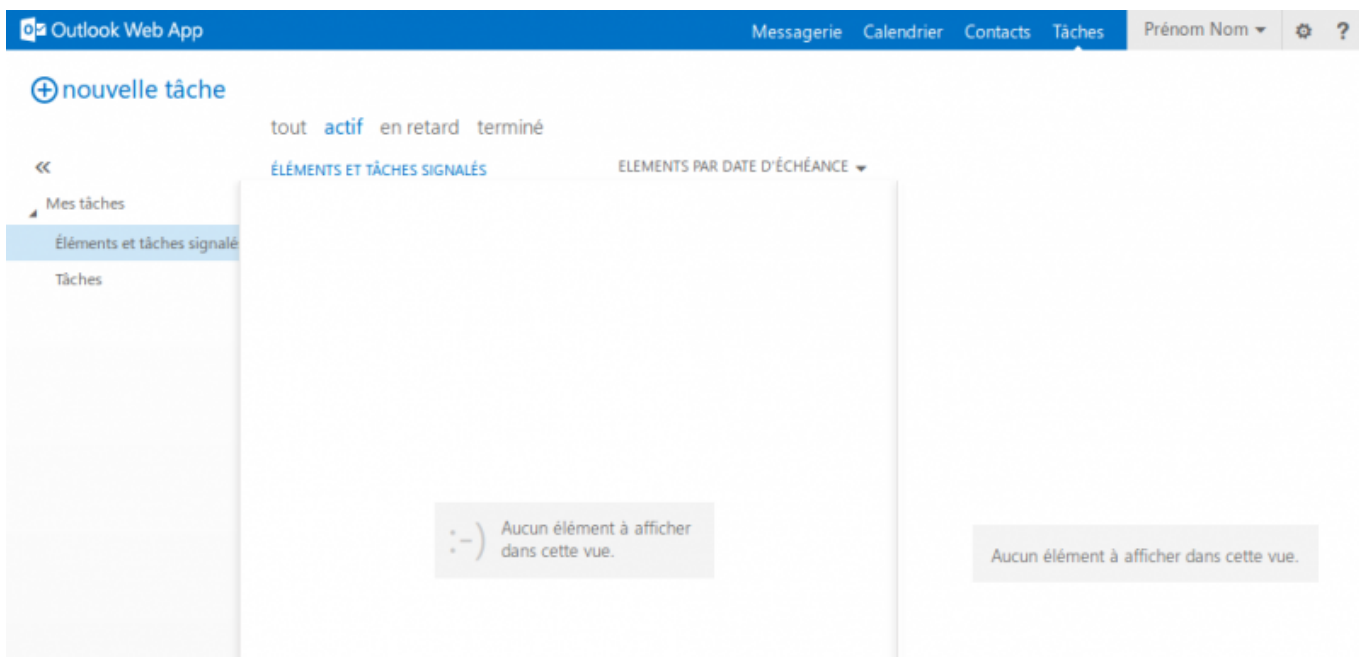 Outlook Web App Messagerie Calendrier Contacts Tâches Prénom Nom ?
nouvelle tâche
tout actif en retard terminé
«
ÉLÉMENTS ET TÂCHES SIGNALÉS ELEMENTS PAR DATE D'ÉCHÉANCE
Mes tâches
Éléments et tâches signalé
Tâches
:-) Aucun élément à afficher
dans cette vue.
Aucun élément à afficher dans cette vue.